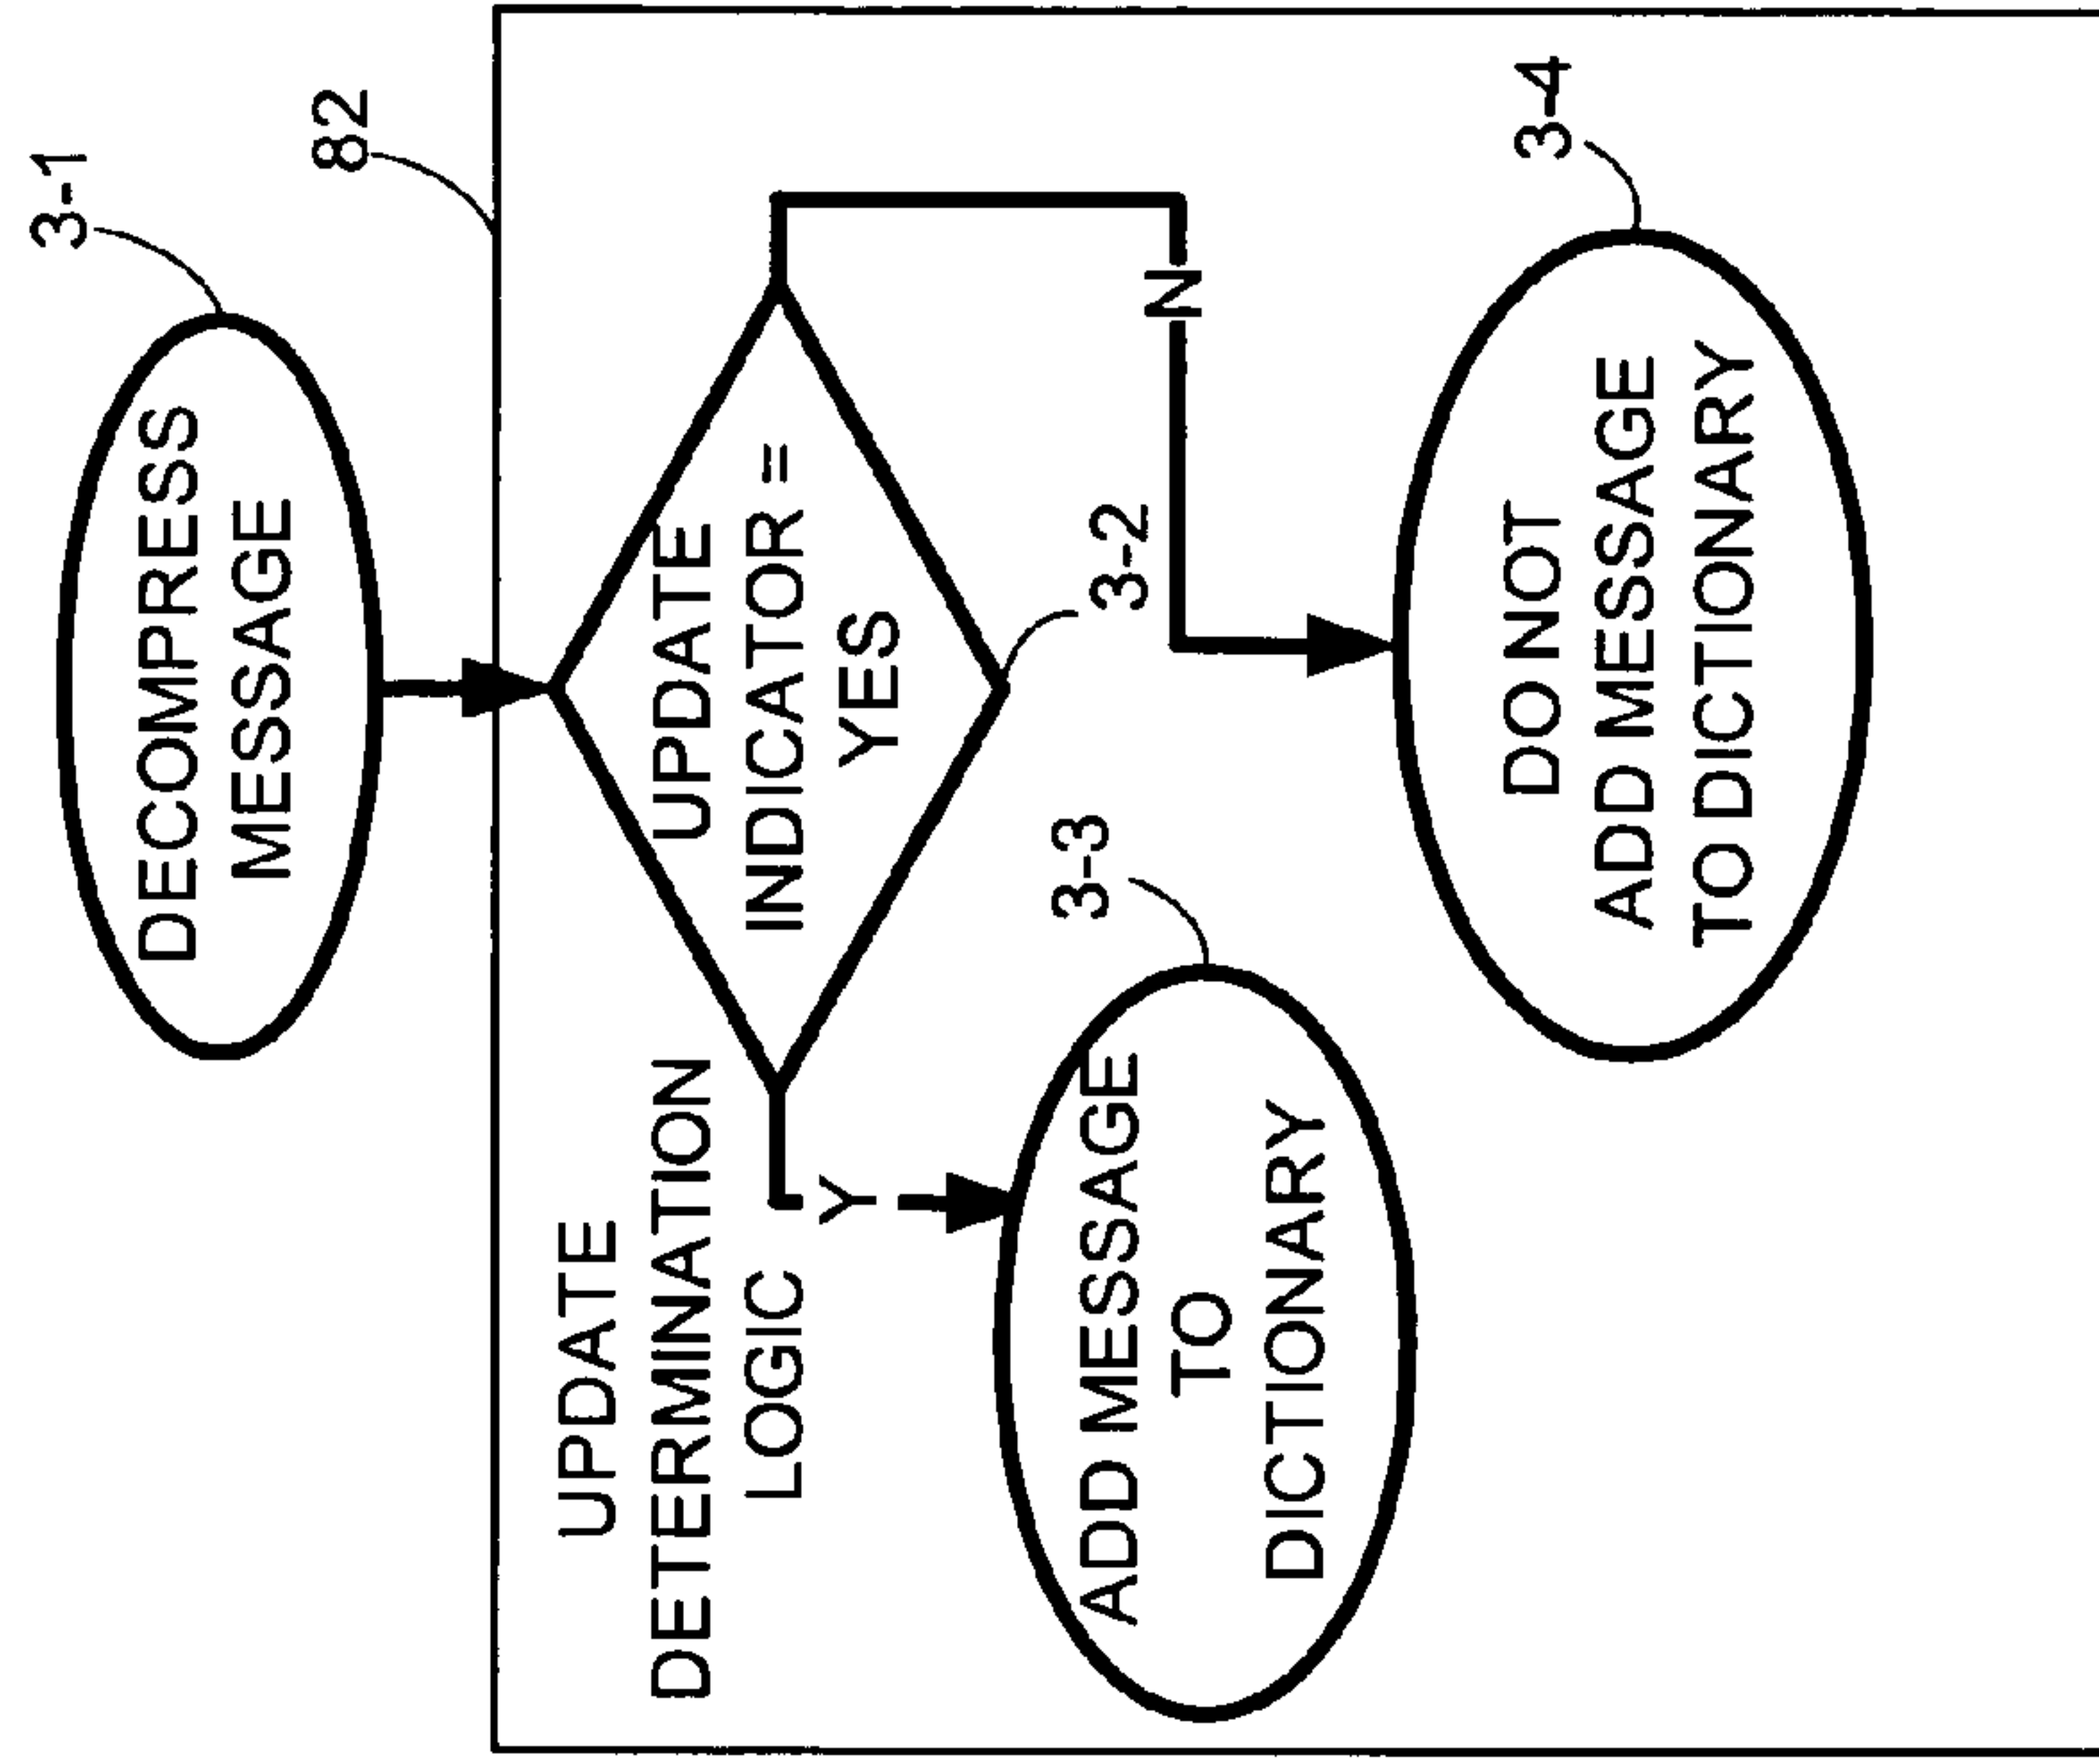 3-1
DECOMPRESS
MESSAGE
82
UPDATE
DETERMINATION
LOGIC
UPDATE
INDICATOR =
YES
3-2
Y
N
3-3
ADD MESSAGE
TO
DICTIONARY
3-4
DO NOT
ADD MESSAGE
TO DICTIONARY